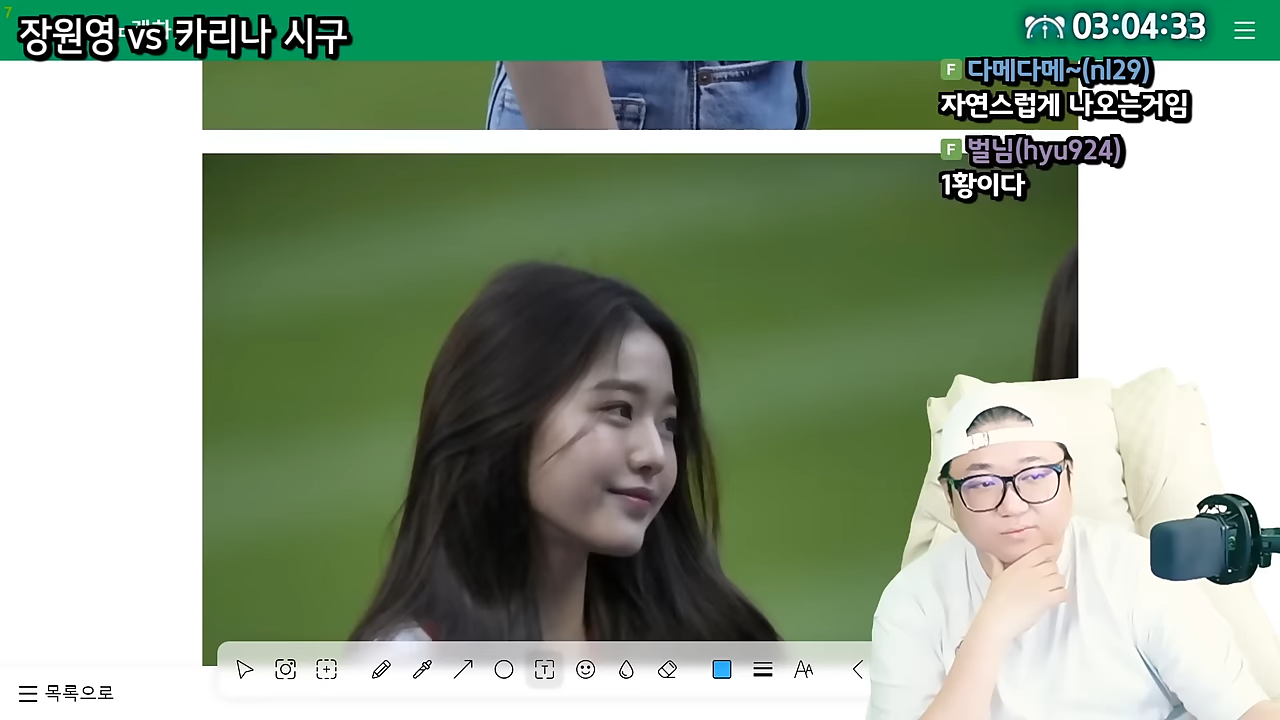 7
장원영 vs 카리나 시구
03:04:33
F 다메다메~(nl29)
자연스럽게 나오는거임
F 벌님(hyu924)
1황이다
T
AA
목록으로